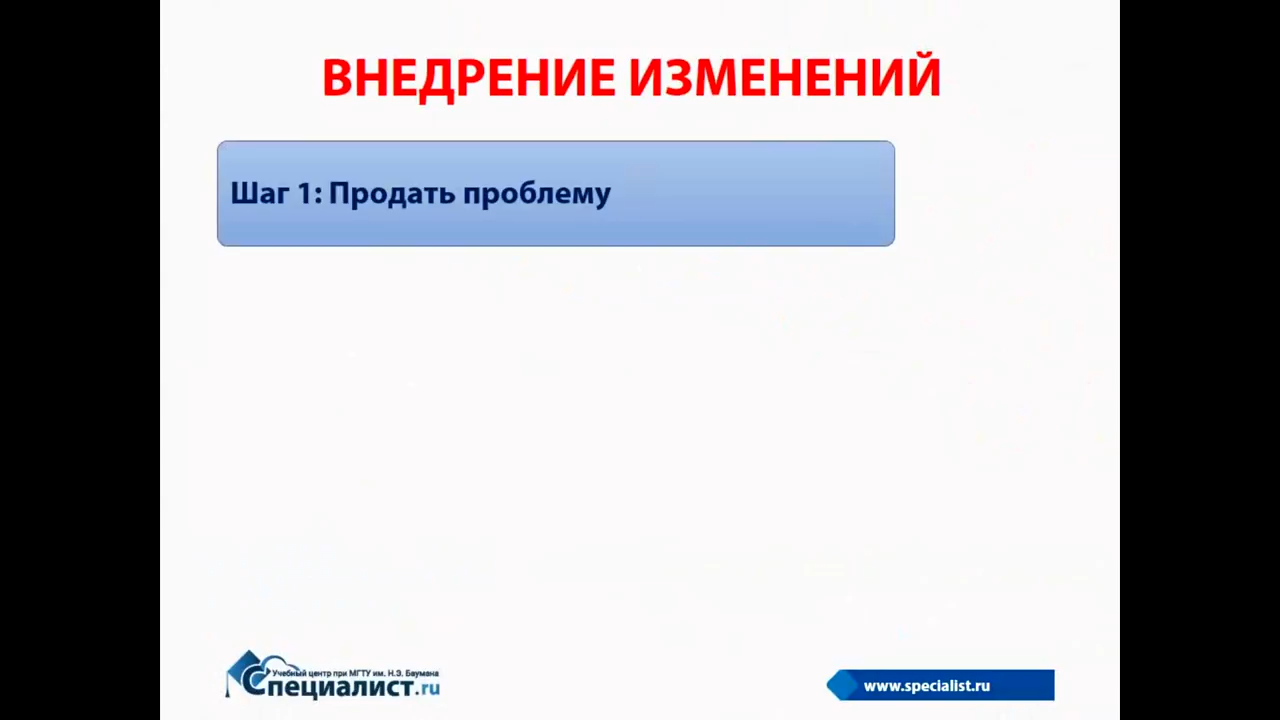 ВНЕДРЕНИЕ ИЗМЕНЕНИЙ
Шаг 1: Продать проблему
Учебный центр при МГТУ им. Н.Э. Баумана
Специалист.ru
www.specialist.ru